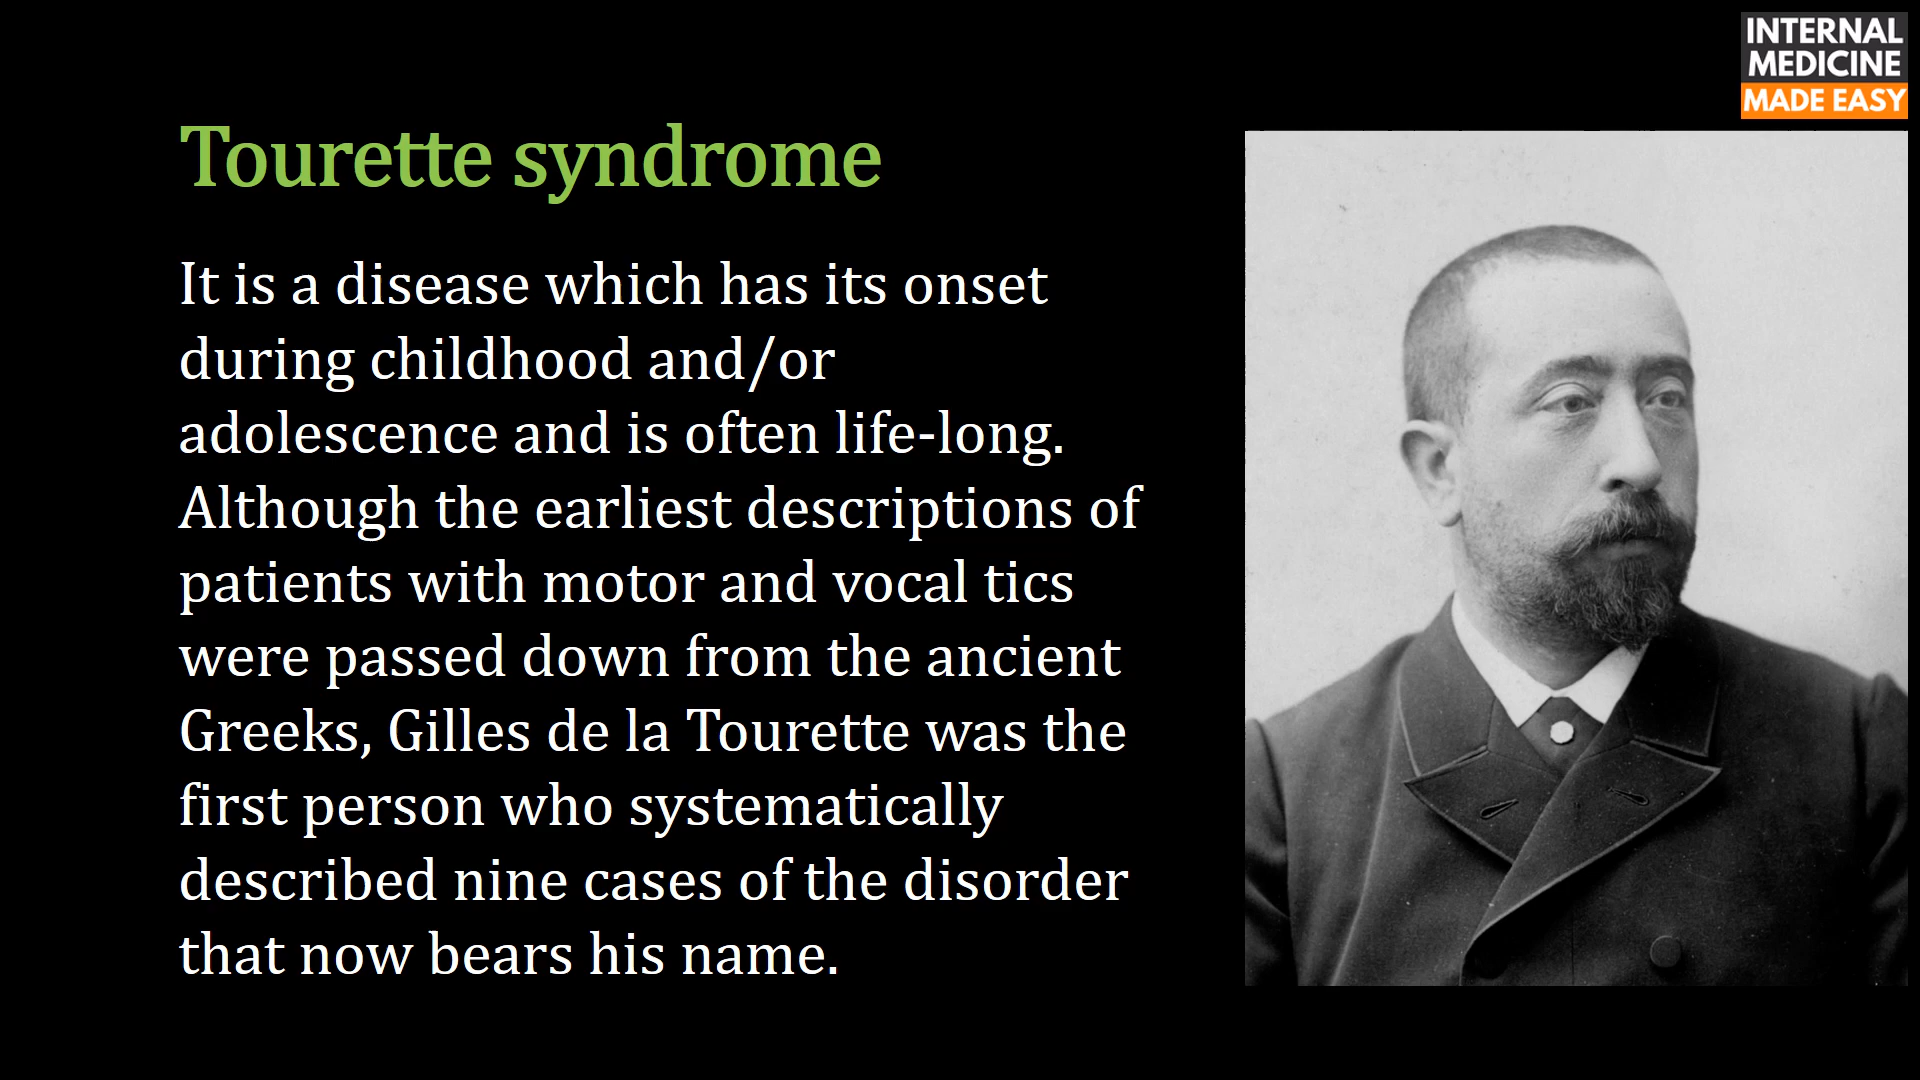 INTERNAL
MEDICINE
MADE EASY
Tourette syndrome
It is a disease which has its onset
during childhood and/or
adolescence and is often life-long.
Although the earliest descriptions of
patients with motor and vocal tics
were passed down from the ancient
Greeks, Gilles de la Tourette was the
first person who systematically
described nine cases of the disorder
that now bears his name.